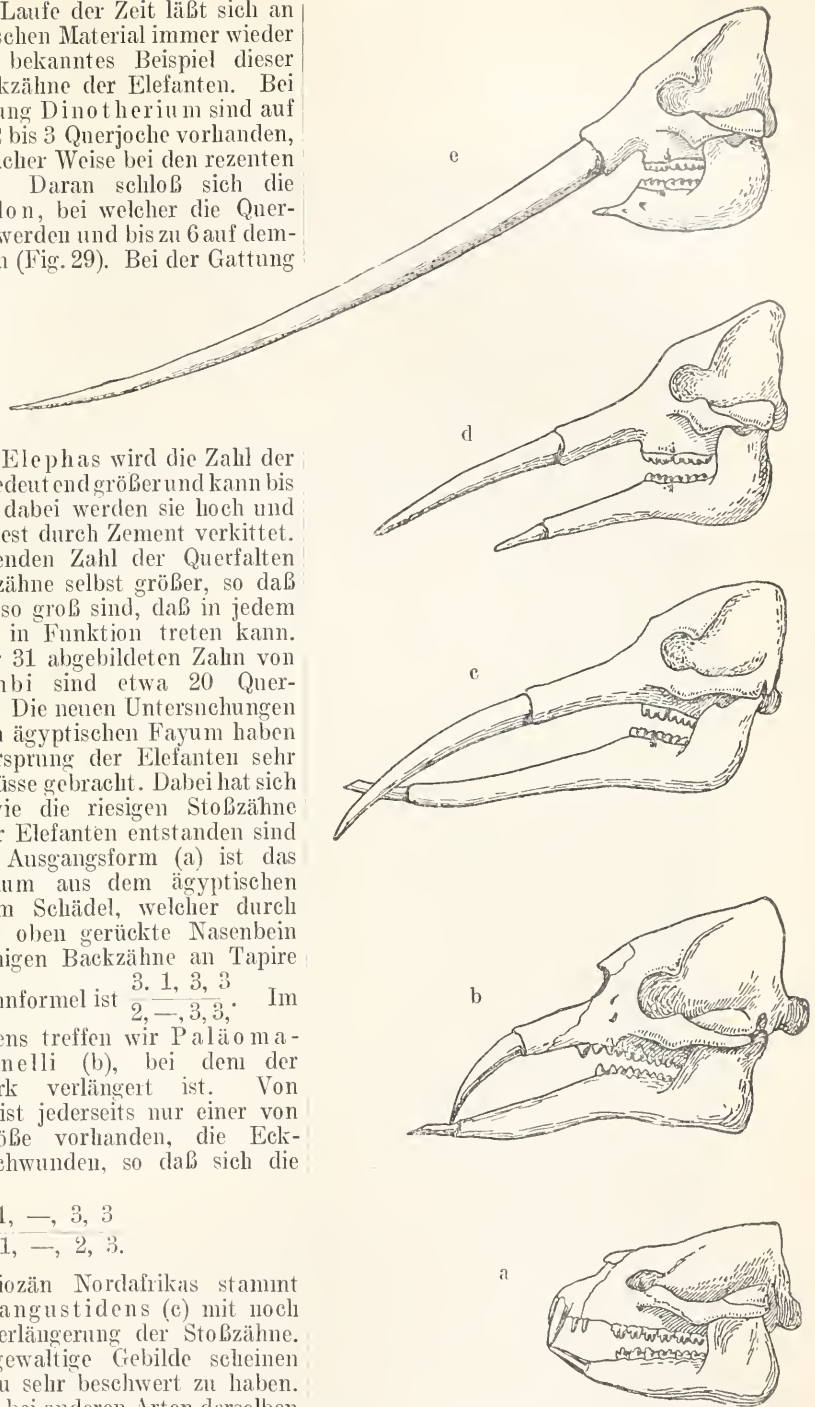 Laufe der Zeit läßt sich an
schen Material immer wieder
bekanntes Beispiel dieser
kzähne der Elefanten. Bei
ung Dinotherium sind auf
bis 3 Querjoche vorhanden,
icher Weise bei den rezenten
Daran schloß sich die
don, bei welcher die Quer-
werden und bis zu 6 auf dem-
n (Fig. 29). Bei der Gattung
e
d
Elephas wird die Zahl der
edeutend größer und kann bis
dabei werden sie hoch und
est durch Zement verkittet.
enden Zahl der Querfalten
zähne selbst größer, so daß
so groß sind, daß in jedem
in Funktion treten kann.
31 abgebildeten Zahn von
nbi sind etwa 20 Quer-
Die neuen Untersuchungen
n ägyptischen Fayum haben
rsprung der Elefanten sehr
üsse gebracht. Dabei hat sich
vie die riesigen Stoßzähne
r Elefanten entstanden sind
Ausgangsform (a) ist das
um aus dem ägyptischen
m Schädel, welcher durch
oben gerückte Nasenbein
nigen Backzähne an Tapire
3. 1, 3, 3
nnformel ist
2, —, 3, 3,
. Im
ens treffen wir Paläoma-
nelli (b), bei dem der
rk verlängert ist. Von
ist jederseits nur einer von
öße vorhanden, die Eck-
chwunden, so daß sich die
1, —, 3, 3
1, —, 2, 3.
iozän Nordafrikas stammt
angustidens (c) mit noch
erlängerung der Stoßzähne.
gewaltige Gebilde scheinen
u sehr beschwert zu haben.
bei anderen Arten derselben
c
b
a